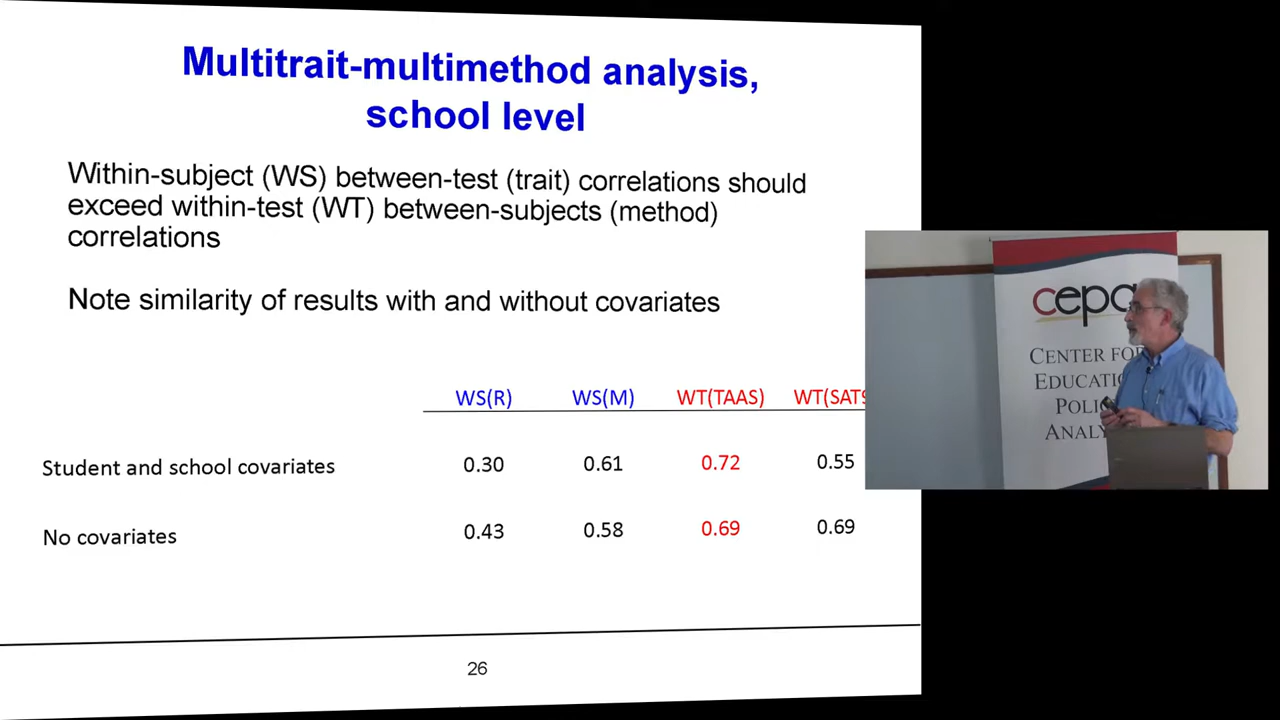 Multitrait-multimethod analysis,
school level
Within-subject (WS) between-test (trait) correlations should
exceed within-test (WT) between-subjects (method)
correlations
Note similarity of results with and without covariates
WS(R) WS(M) WT(TAAS) WT(SAT9
Student and school covariates 0.30 0.61 0.72 0.55
No covariates 0.43 0.58 0.69 0.69
26
cepa
CENTER FOR
EDUCATIO
POLIC
ANALY